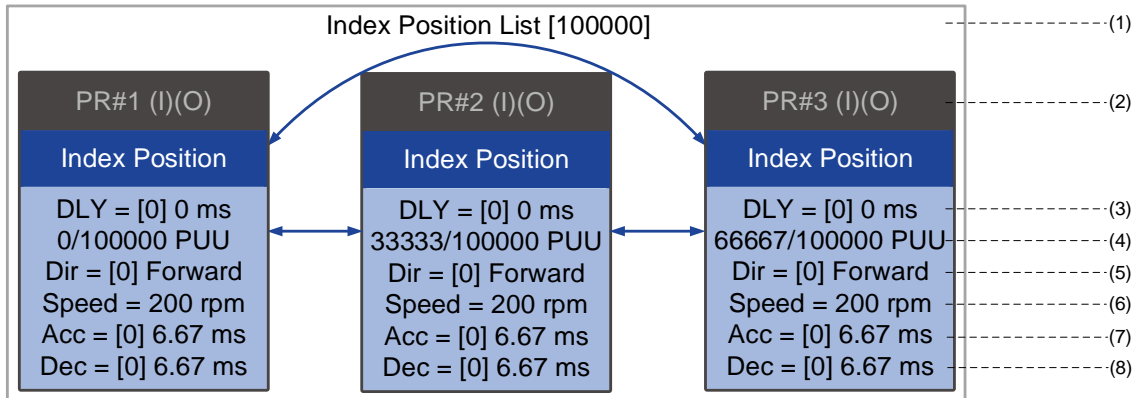 Index Position List [100000]
(1)
PR#1 (I)(O)
PR#2 (I)(O)
PR#3 (I)(O)
(2)
Index Position
Index Position
Index Position
DLY = [0] 0 ms
DLY = [0] 0 ms
DLY = [0] 0 ms
(3)
0/100000 PUU
33333/100000 PUU
66667/100000 PUU
(4)
Dir = [0] Forward
Dir = [0] Forward
Dir = [0] Forward
(5)
Speed = 200 rpm
Speed = 200 rpm
Speed = 200 rpm
(6)
Acc = [0] 6.67 ms
Acc = [0] 6.67 ms
Acc = [0] 6.67 ms
(7)
Dec = [0] 6.67 ms
Dec = [0] 6.67 ms
Dec = [0] 6.67 ms
(8)